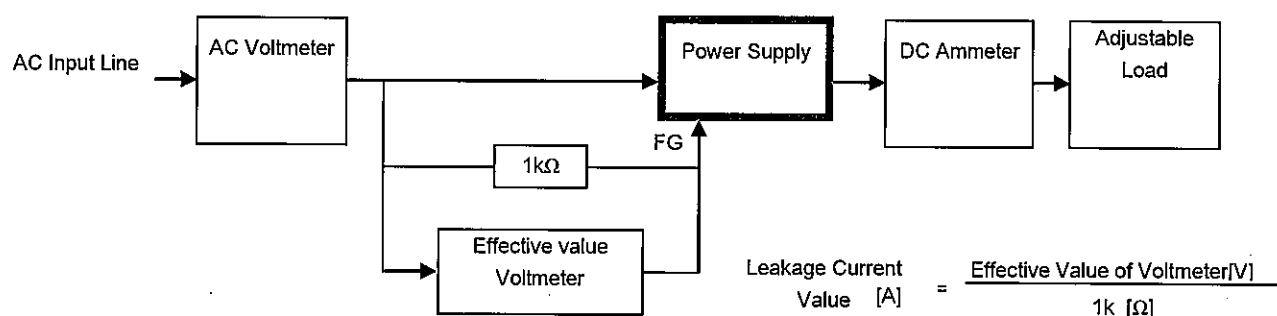 AC Input Line
AC Voltmeter
Power Supply
DC Ammeter
Adjustable
Load
FG
1kΩ
Effective value
Voltmeter
Leakage Current
Value [A]
=
Effective Value of Voltmeter[V]
1k [Ω]